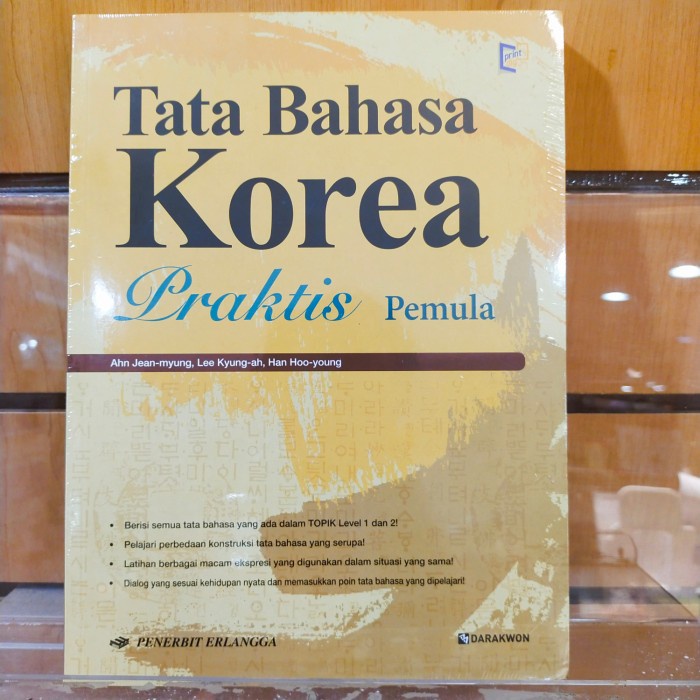 print
Tata Bahasa
Korea
Praktis Pemula
Ahn Jean-myung, Lee Kyung-ah, Han Hoo-young
• Berisi semua tata bahasa yang ada dalam TOPIK Level 1 dan 2!
• Pelajari perbedaan konstruksi tata bahasa yang serupa!
• Latihan berbagai macam ekspresi yang digunakan dalam situasi yang sama!
• Dialog yang sesuai kehidupan nyata dan memasukkan poin tata bahasa yang dipelajari!
PENERBIT ERLANGGA
DARAKWON